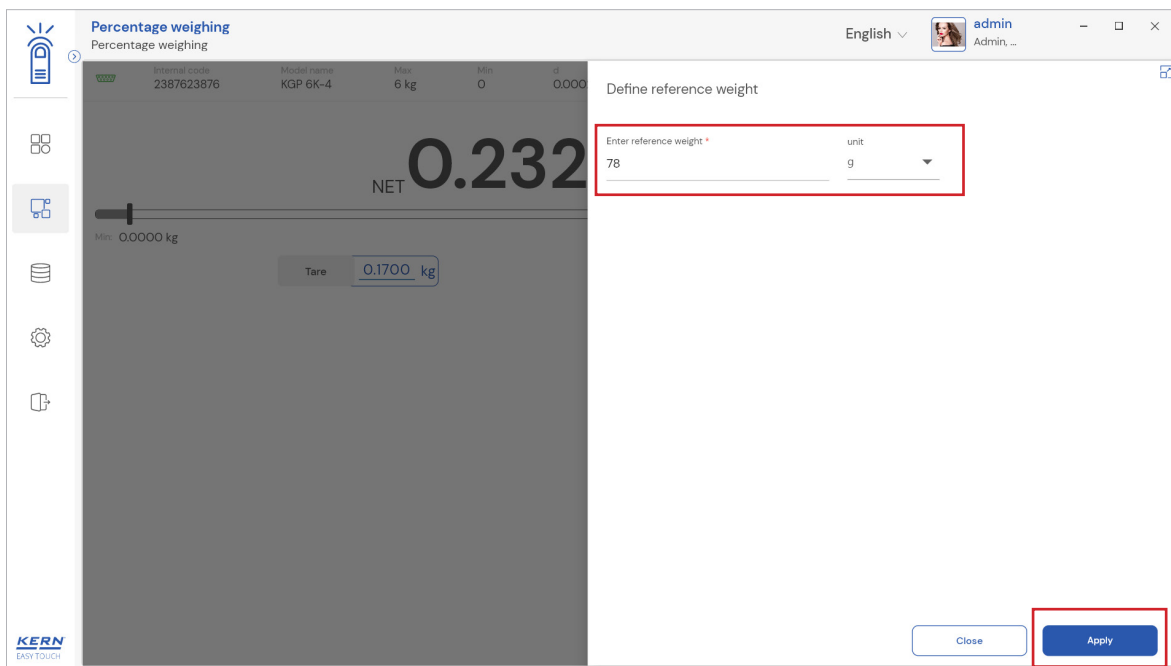 Percentage weighing
Percentage weighing
English
admin
Admin, ...
Internal code
2387623876
Model name
KGP 6K-4
Max
6 kg
Min
0
d
0.000
NET 0.232
Min: 0.0000 kg
Tare 0.1700 kg
Define reference weight
Enter reference weight *
78
unit
g
Close
Apply
KERN
EASY TOUCH